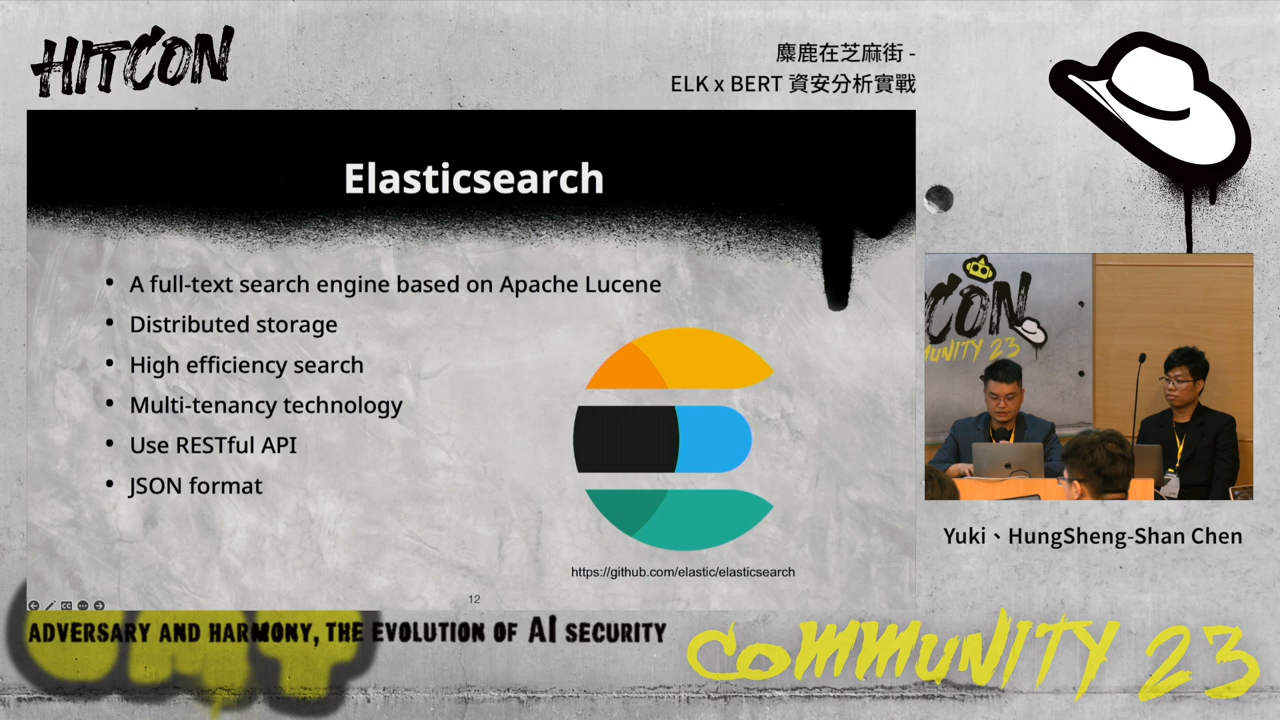 HITCON
麋鹿在芝麻街 -
ELK x BERT 資安分析實戰
Elasticsearch
• A full-text search engine based on Apache Lucene
• Distributed storage
• High efficiency search
• Multi-tenancy technology
• Use RESTful API
• JSON format
https://github.com/elastic/elasticsearch
12
CON
MUNITY 23
Yuki、HungSheng-Shan Chen
ADVERSARY AND HARMONY, THE EVOLUTION OF AI SECURITY
COMMUNITY 23